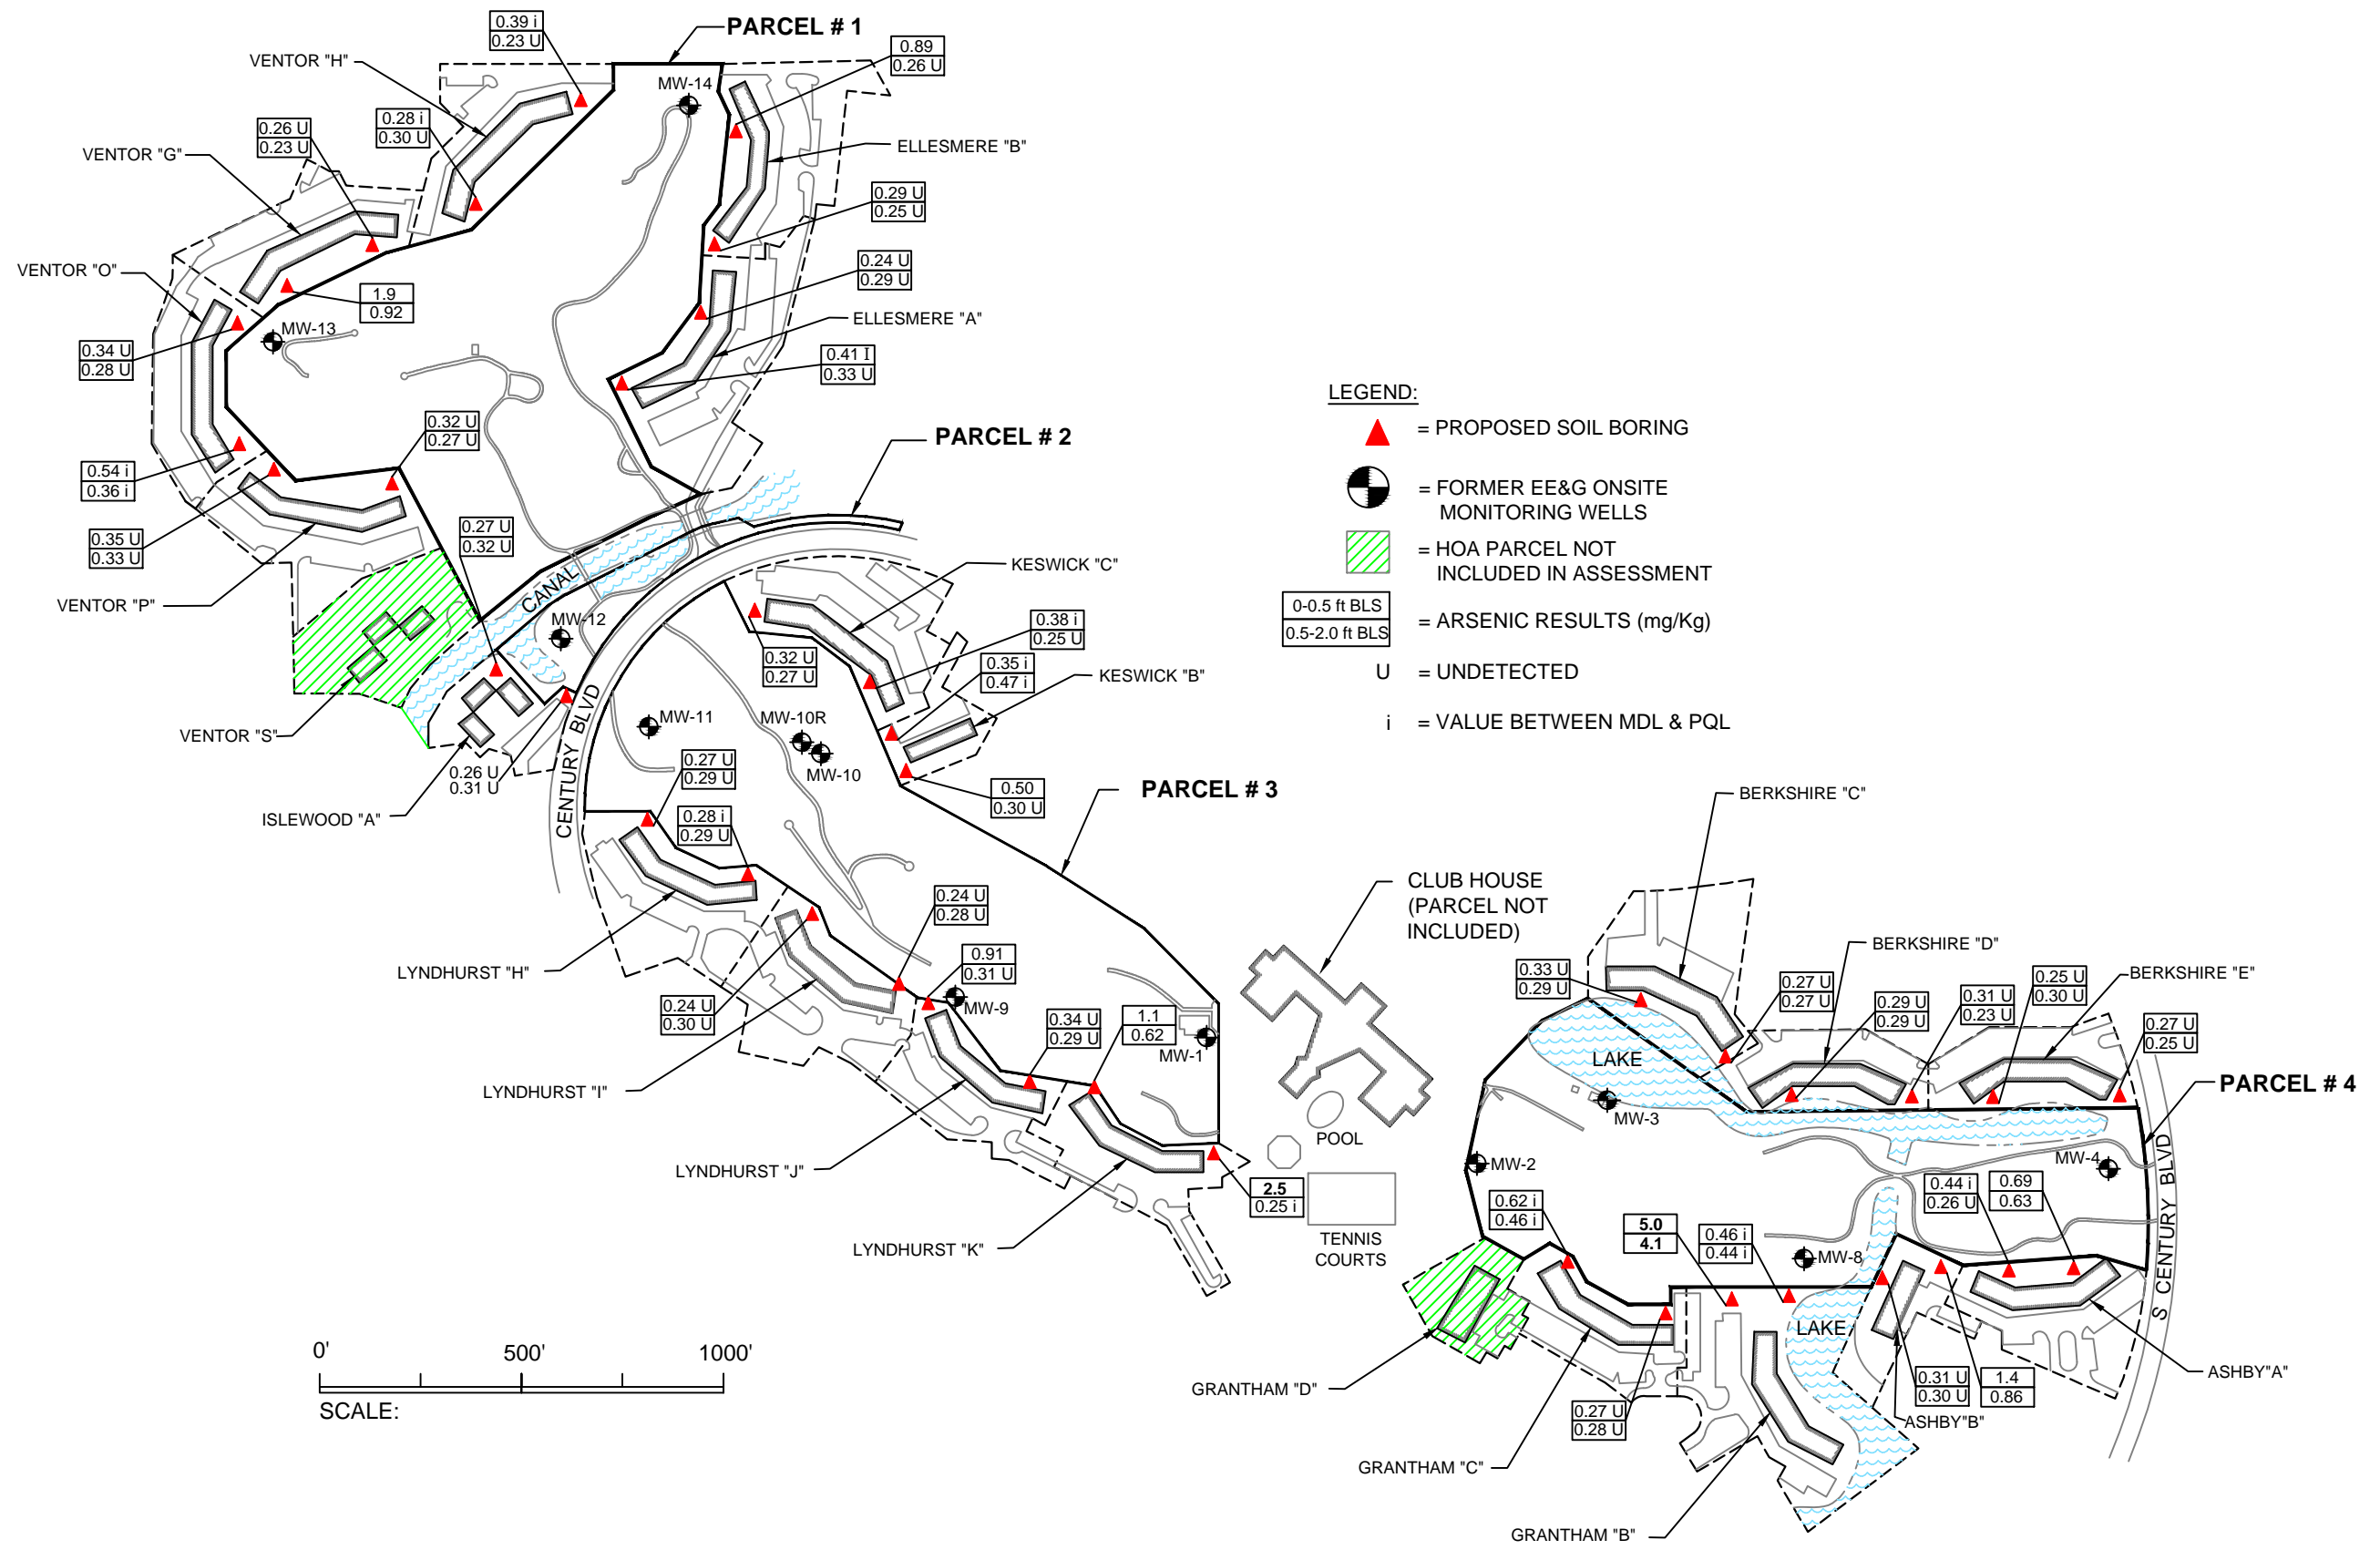 PARCEL # 1
0.39 i
0.23 U
VENTOR "H"
0.89
0.26 U
MW-14
0.28 i
0.30 U
0.26 U
0.23 U
VENTOR "G"
ELLESMERE "B"
0.29 U
0.25 U
VENTOR "O"
0.24 U
0.29 U
1.9
0.92
MW-13
ELLESMERE "A"
0.34 U
0.28 U
0.41 I
0.33 U
0.32 U
0.27 U
PARCEL # 2
0.54 i
0.36 i
0.35 U
0.33 U
0.27 U
0.32 U
VENTOR "P"
CANAL
MW-12
KESWICK "C"
0.38 i
0.25 U
0.32 U
0.27 U
0.35 i
0.47 i
KESWICK "B"
VENTOR "S"
MW-11
MW-10R
MW-10
CENTURY BLVD
0.26 U
0.31 U
ISLEWOOD "A"
0.27 U
0.29 U
0.50
0.30 U
PARCEL # 3
0.28 i
0.29 U
LYNDHURST "H"
0.24 U
0.28 U
0.91
0.31 U
MW-9
0.24 U
0.30 U
0.34 U
0.29 U
1.1
0.62
MW-1
LYNDHURST "I"
LYNDHURST "J"
LYNDHURST "K"
2.5
0.25 i
CLUB HOUSE
(PARCEL NOT
INCLUDED)
POOL
TENNIS
COURTS
LEGEND:
= PROPOSED SOIL BORING
= FORMER EE&G ONSITE
MONITORING WELLS
= HOA PARCEL NOT
INCLUDED IN ASSESSMENT
0-0.5 ft BLS
0.5-2.0 ft BLS
= ARSENIC RESULTS (mg/Kg)
U = UNDETECTED
i = VALUE BETWEEN MDL & PQL
BERKSHIRE "C"
BERKSHIRE "D"
BERKSHIRE "E"
0.33 U
0.29 U
0.27 U
0.27 U
0.29 U
0.29 U
0.31 U
0.23 U
0.25 U
0.30 U
0.27 U
0.25 U
LAKE
MW-3
PARCEL # 4
MW-2
MW-4
S CENTURY BLVD
0.62 i
0.46 i
5.0
4.1
0.46 i
0.44 i
0.44 i
0.26 U
0.69
0.63
MW-8
LAKE
GRANTHAM "D"
0.27 U
0.28 U
0.31 U
0.30 U
1.4
0.86
ASHBY"A"
ASHBY"B"
GRANTHAM "C"
GRANTHAM "B"
0'
500'
1000'
SCALE: